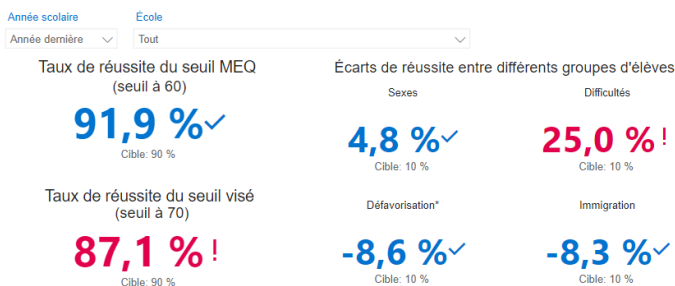 Année scolaire
École
Année dernière
Tout
Taux de réussite du seuil MEQ
(seuil à 60)
91,9 %
Cible: 90 %
Taux de réussite du seuil visé
(seuil à 70)
87,1 % !
Cible: 90 %
Écarts de réussite entre différents groupes d'élèves
Sexes
4,8 %
Cible: 10 %
Difficultés
25,0 % !
Cible: 10 %
Défavorisation*
-8,6 %
Cible: 10 %
Immigration
-8,3 %
Cible: 10 %